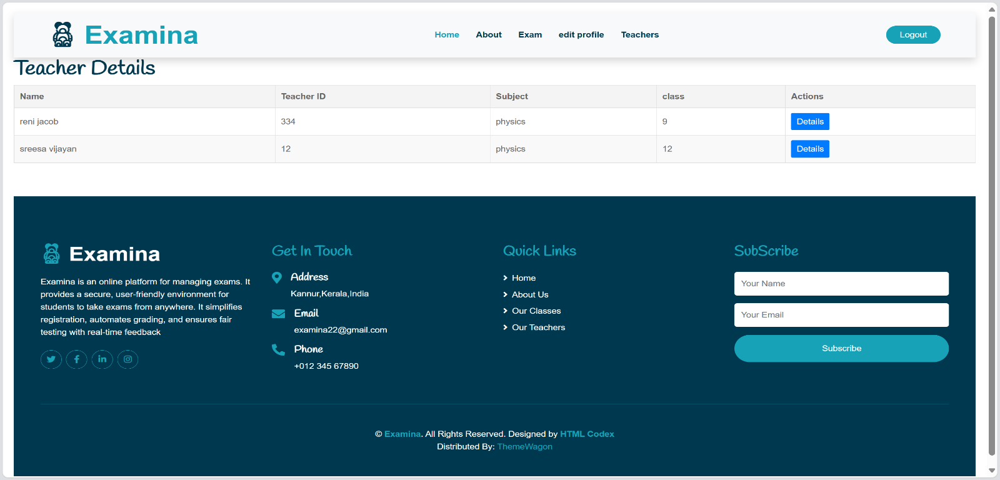 Examina
Home About Exam edit profile Teachers
Logout
Teacher Details
Name Teacher ID Subject class Actions
reni jacob 334 physics 9 Details
sreesa vijayan 12 physics 12 Details
Examina
Examina is an online platform for managing exams. It
provides a secure, user-friendly environment for
students to take exams from anywhere. It simplifies
registration, automates grading, and ensures fair
testing with real-time feedback
Get In Touch
Address
Kannur,Kerala,India
Email
examina22@gmail.com
Phone
+012 345 67890
Quick Links
Home
About Us
Our Classes
Our Teachers
SubScribe
Your Name
Your Email
Subscribe
© Examina. All Rights Reserved. Designed by HTML Codex
Distributed By: ThemeWagon